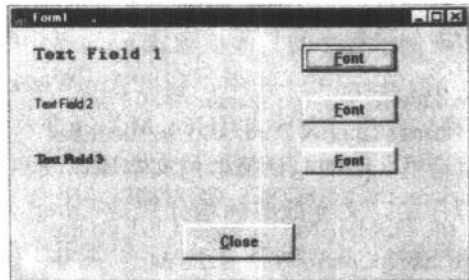 Form1
Text Field 1
Font
Text Field 2
Font
Text Field 3
Font
Close